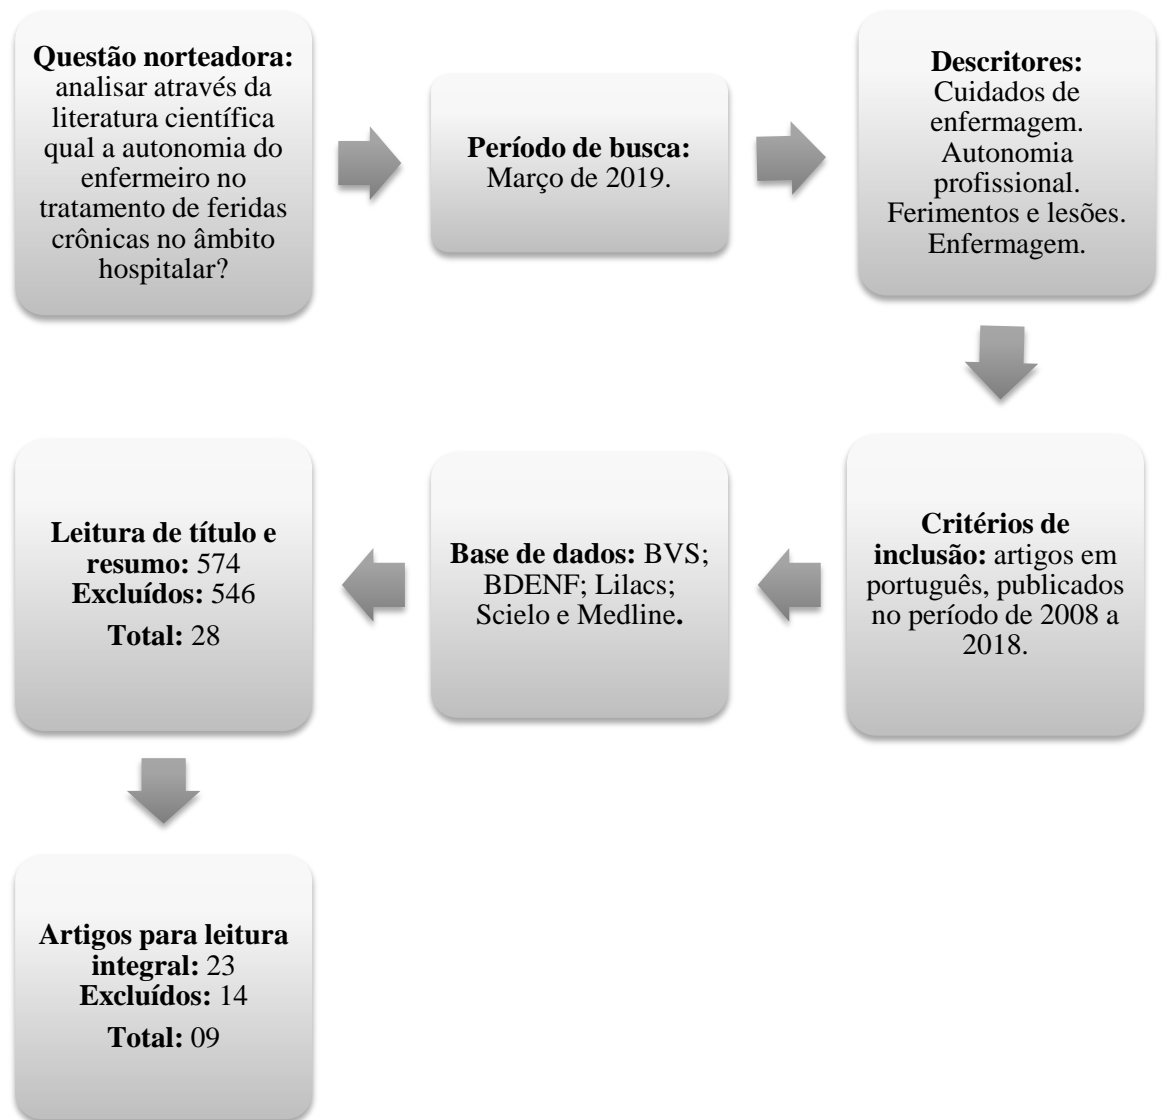 Questão norteadora:
analisar através da
literatura científica
qual a autonomia do
enfermeiro no
tratamento de feridas
crônicas no âmbito
hospitalar?
Período de busca:
Março de 2019.
Descritores:
Cuidados de
enfermagem.
Autonomia
profissional.
Ferimentos e lesões.
Enfermagem.
Critérios de
inclusão: artigos em
português, publicados
no período de 2008 a
2018.
Base de dados: BVS;
BDENF; Lilacs;
Scielo e Medline.
Leitura de título e
resumo: 574
Excluídos: 546
Total: 28
Artigos para leitura
integral: 23
Excluídos: 14
Total: 09